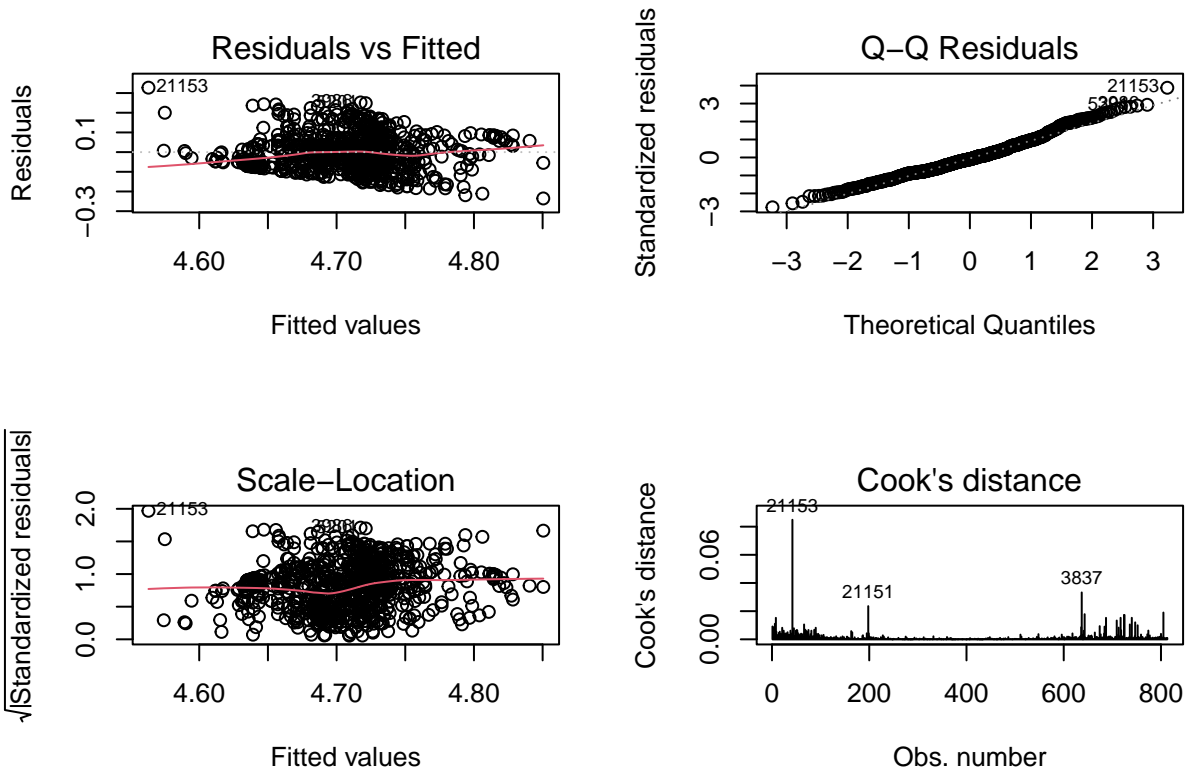 Residuals vs Fitted
Residuals
0.1
−0.3
21153
4.60 4.70 4.80
Fitted values
Q−Q Residuals
Standardized residuals
3
0
−3
21153
−3 −2 −1 0 1 2 3
Theoretical Quantiles
Scale−Location
√|Standardized residuals|
2.0
1.0
0.0
21153
4.60 4.70 4.80
Fitted values
Cook's distance
Cook's distance
0.06
0.00
21153
21151
3837
0 200 400 600 800
Obs. number